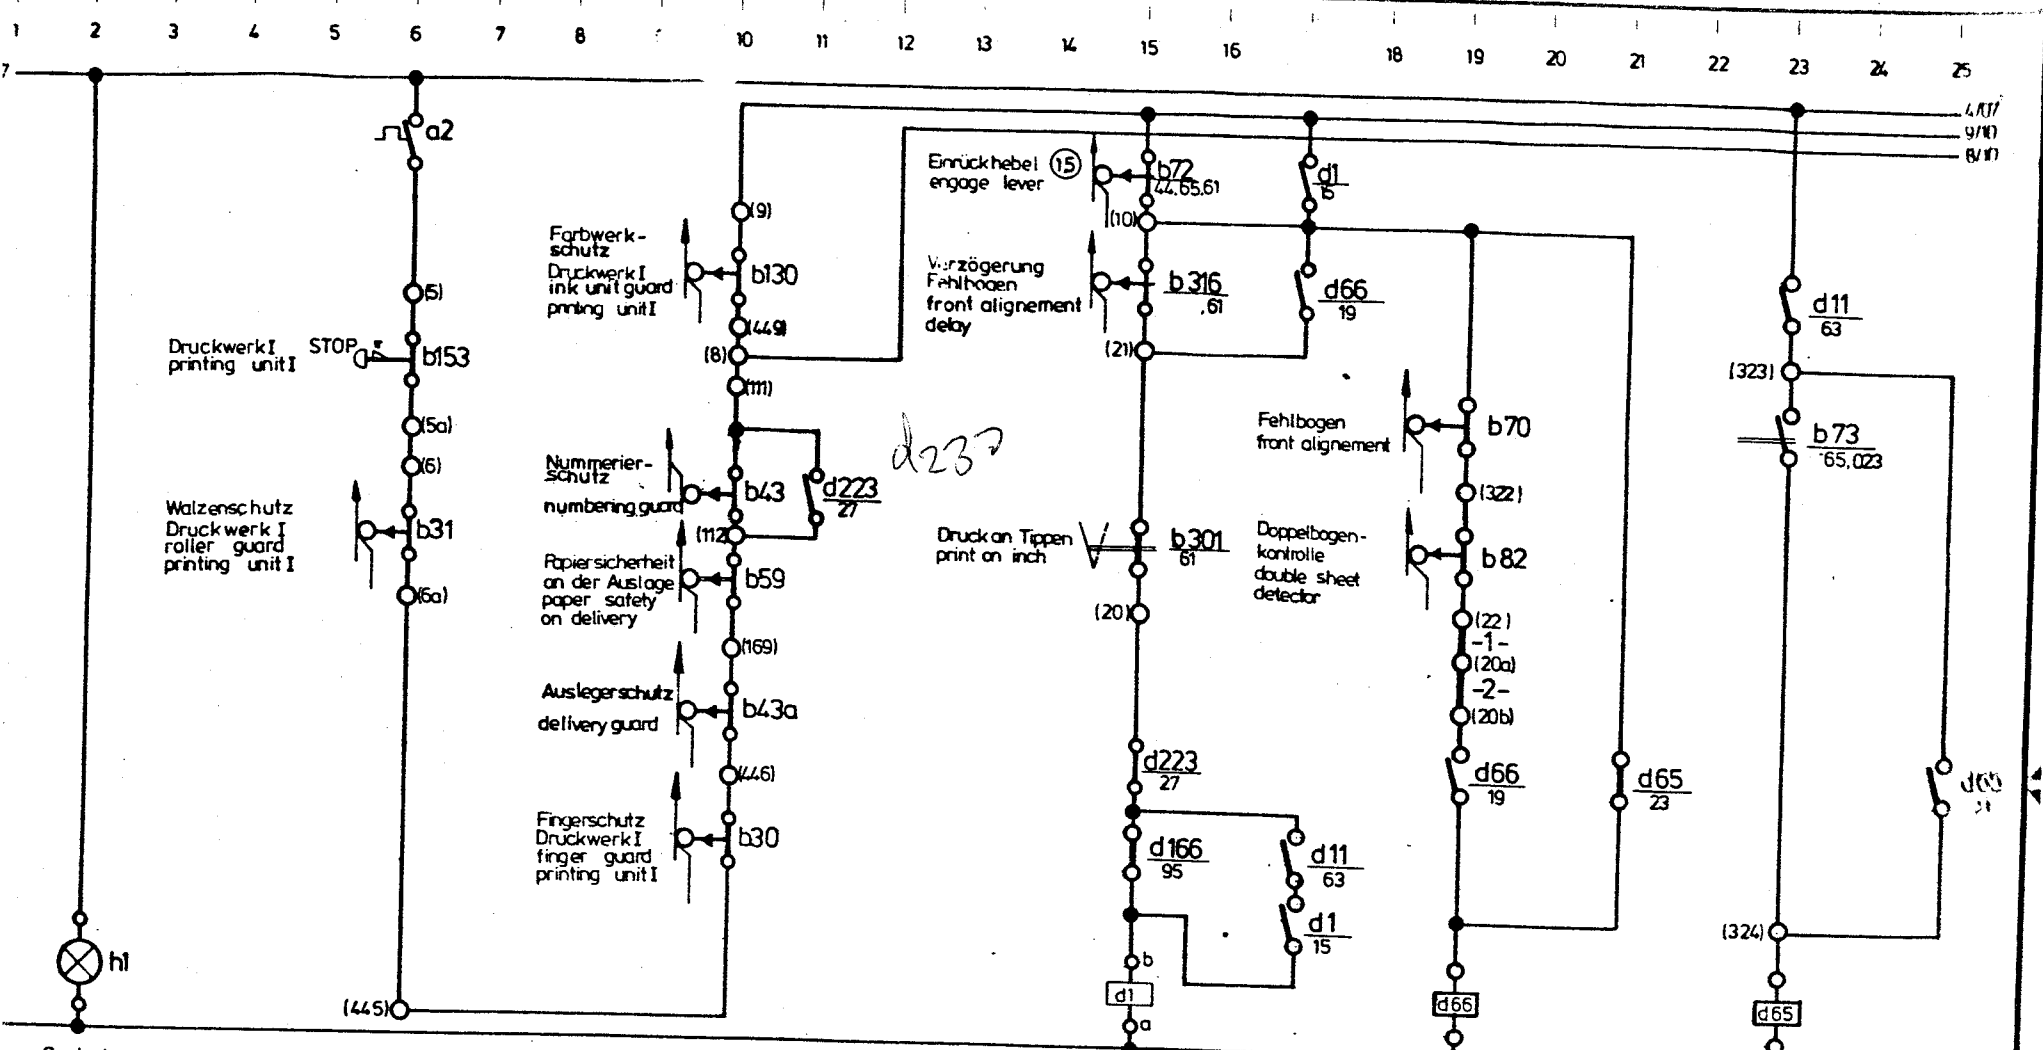 1 2 3 4 5 6 7 8 10 11 12 13 14 15 16 18 19 20 21 22 23 24 25
7
a2
9/10
8/10
(5)
Druckwerk I
printing unit I
STOP
b153
(5a)
(6)
Walzenschutz
Druckwerk I
roller guard
printing unit I
b31
(6a)
h1
(445)
(9)
Farbwerk-
schutz
Druckwerk I
ink unit guard
printing unit I
b130
(449)
(8)
(111)
Nummerier-
schutz
numbering guard
b43
d223
27
(112)
Papiersicherheit
an der Auslage
paper safety
on delivery
b59
(169)
Auslegerschutz
delivery guard
b43a
(446)
Fingerschutz
Druckwerk I
finger guard
printing unit I
b30
Einrückhebel 15
engage lever
b72
44.65.61
d1
(10)
Verzögerung
Fehlbogen
front alignement
delay
b316
.61
d66
19
(21)
Druck an Tippen
print on inch
b301
61
(20)
d223
27
d166
95
d11
63
d1
15
b
d1
a
Fehlbogen
front alignement
b70
(322)
Doppelbogen-
kontrolle
double sheet
detector
b82
(22)
-1-
(20a)
-2-
(20b)
d66
19
d65
23
d66
d11
63
(323)
b73
65,023
(324)
d65